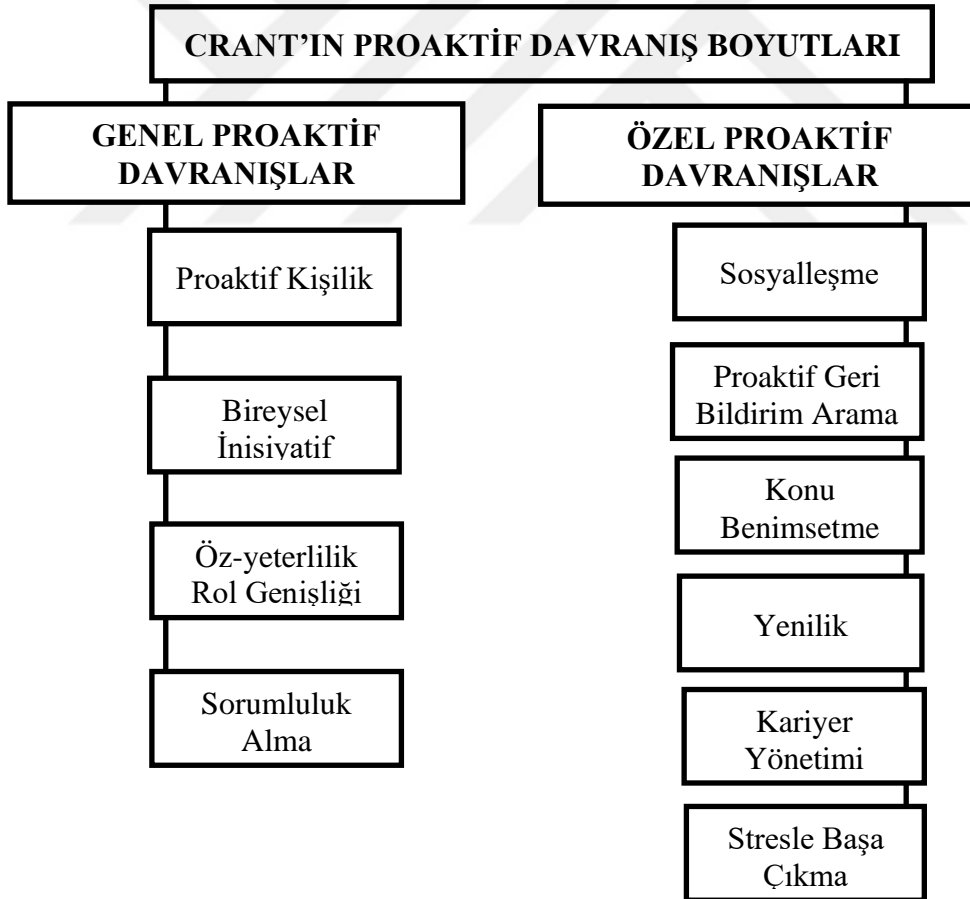 CRANT’IN PROAKTİF DAVRANIŞ BOYUTLARI
GENEL PROAKTİF
DAVRANIŞLAR
Proaktif Kişilik
Bireysel
İnisiyatif
Öz-yeterlilik
Rol Genişliği
Sorumluluk
Alma
ÖZEL PROAKTİF
DAVRANIŞLAR
Sosyalleşme
Proaktif Geri
Bildirim Arama
Konu
Benimsetme
Yenilik
Kariyer
Yönetimi
Stresle Başa
Çıkma